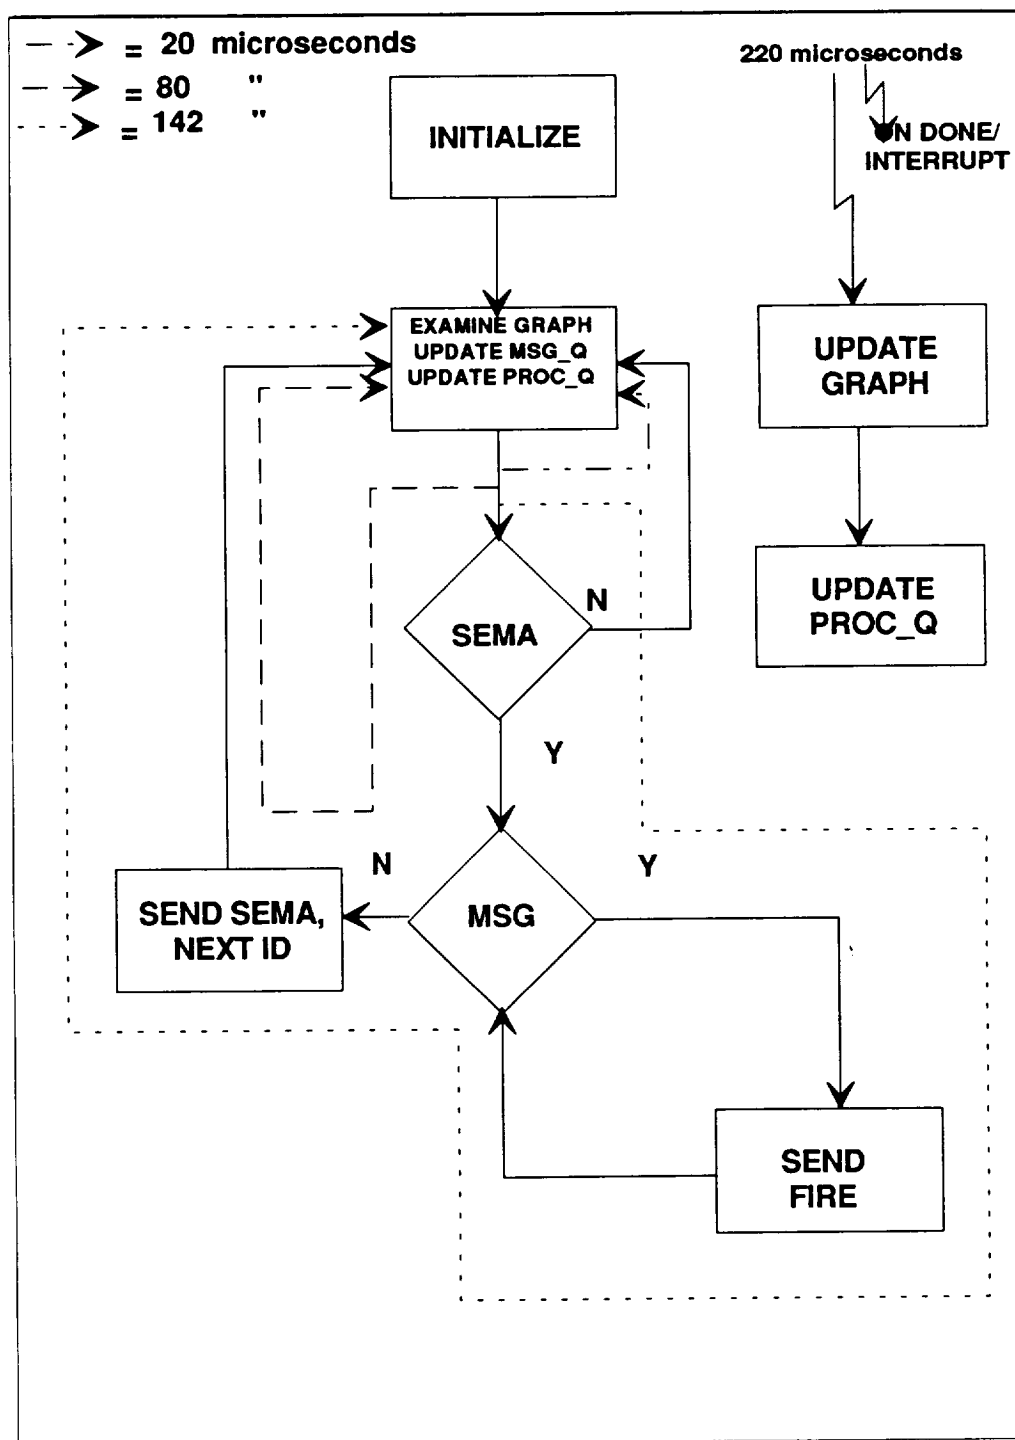 = 20 microseconds
= 80 "
= 142 "
220 microseconds
ON DONE/
INTERRUPT
INITIALIZE
EXAMINE GRAPH
UPDATE MSG_Q
UPDATE PROC_Q
UPDATE
GRAPH
UPDATE
PROC_Q
SEMA
N
Y
MSG
N
Y
SEND SEMA,
NEXT ID
SEND
FIRE